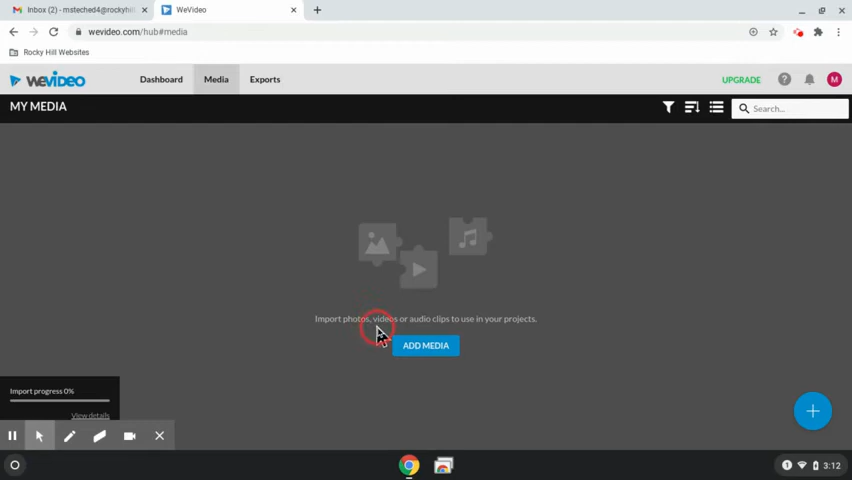 Inbox (2) - msteched4@rockyhill
WeVideo
wevideo.com/hub#media
Rocky Hill Websites
WEVIDEO
Dashboard
Media
Exports
UPGRADE
?
M
MY MEDIA
Search...
Import photos, videos or audio clips to use in your projects.
ADD MEDIA
Import progress 0%
View details
1
3:12